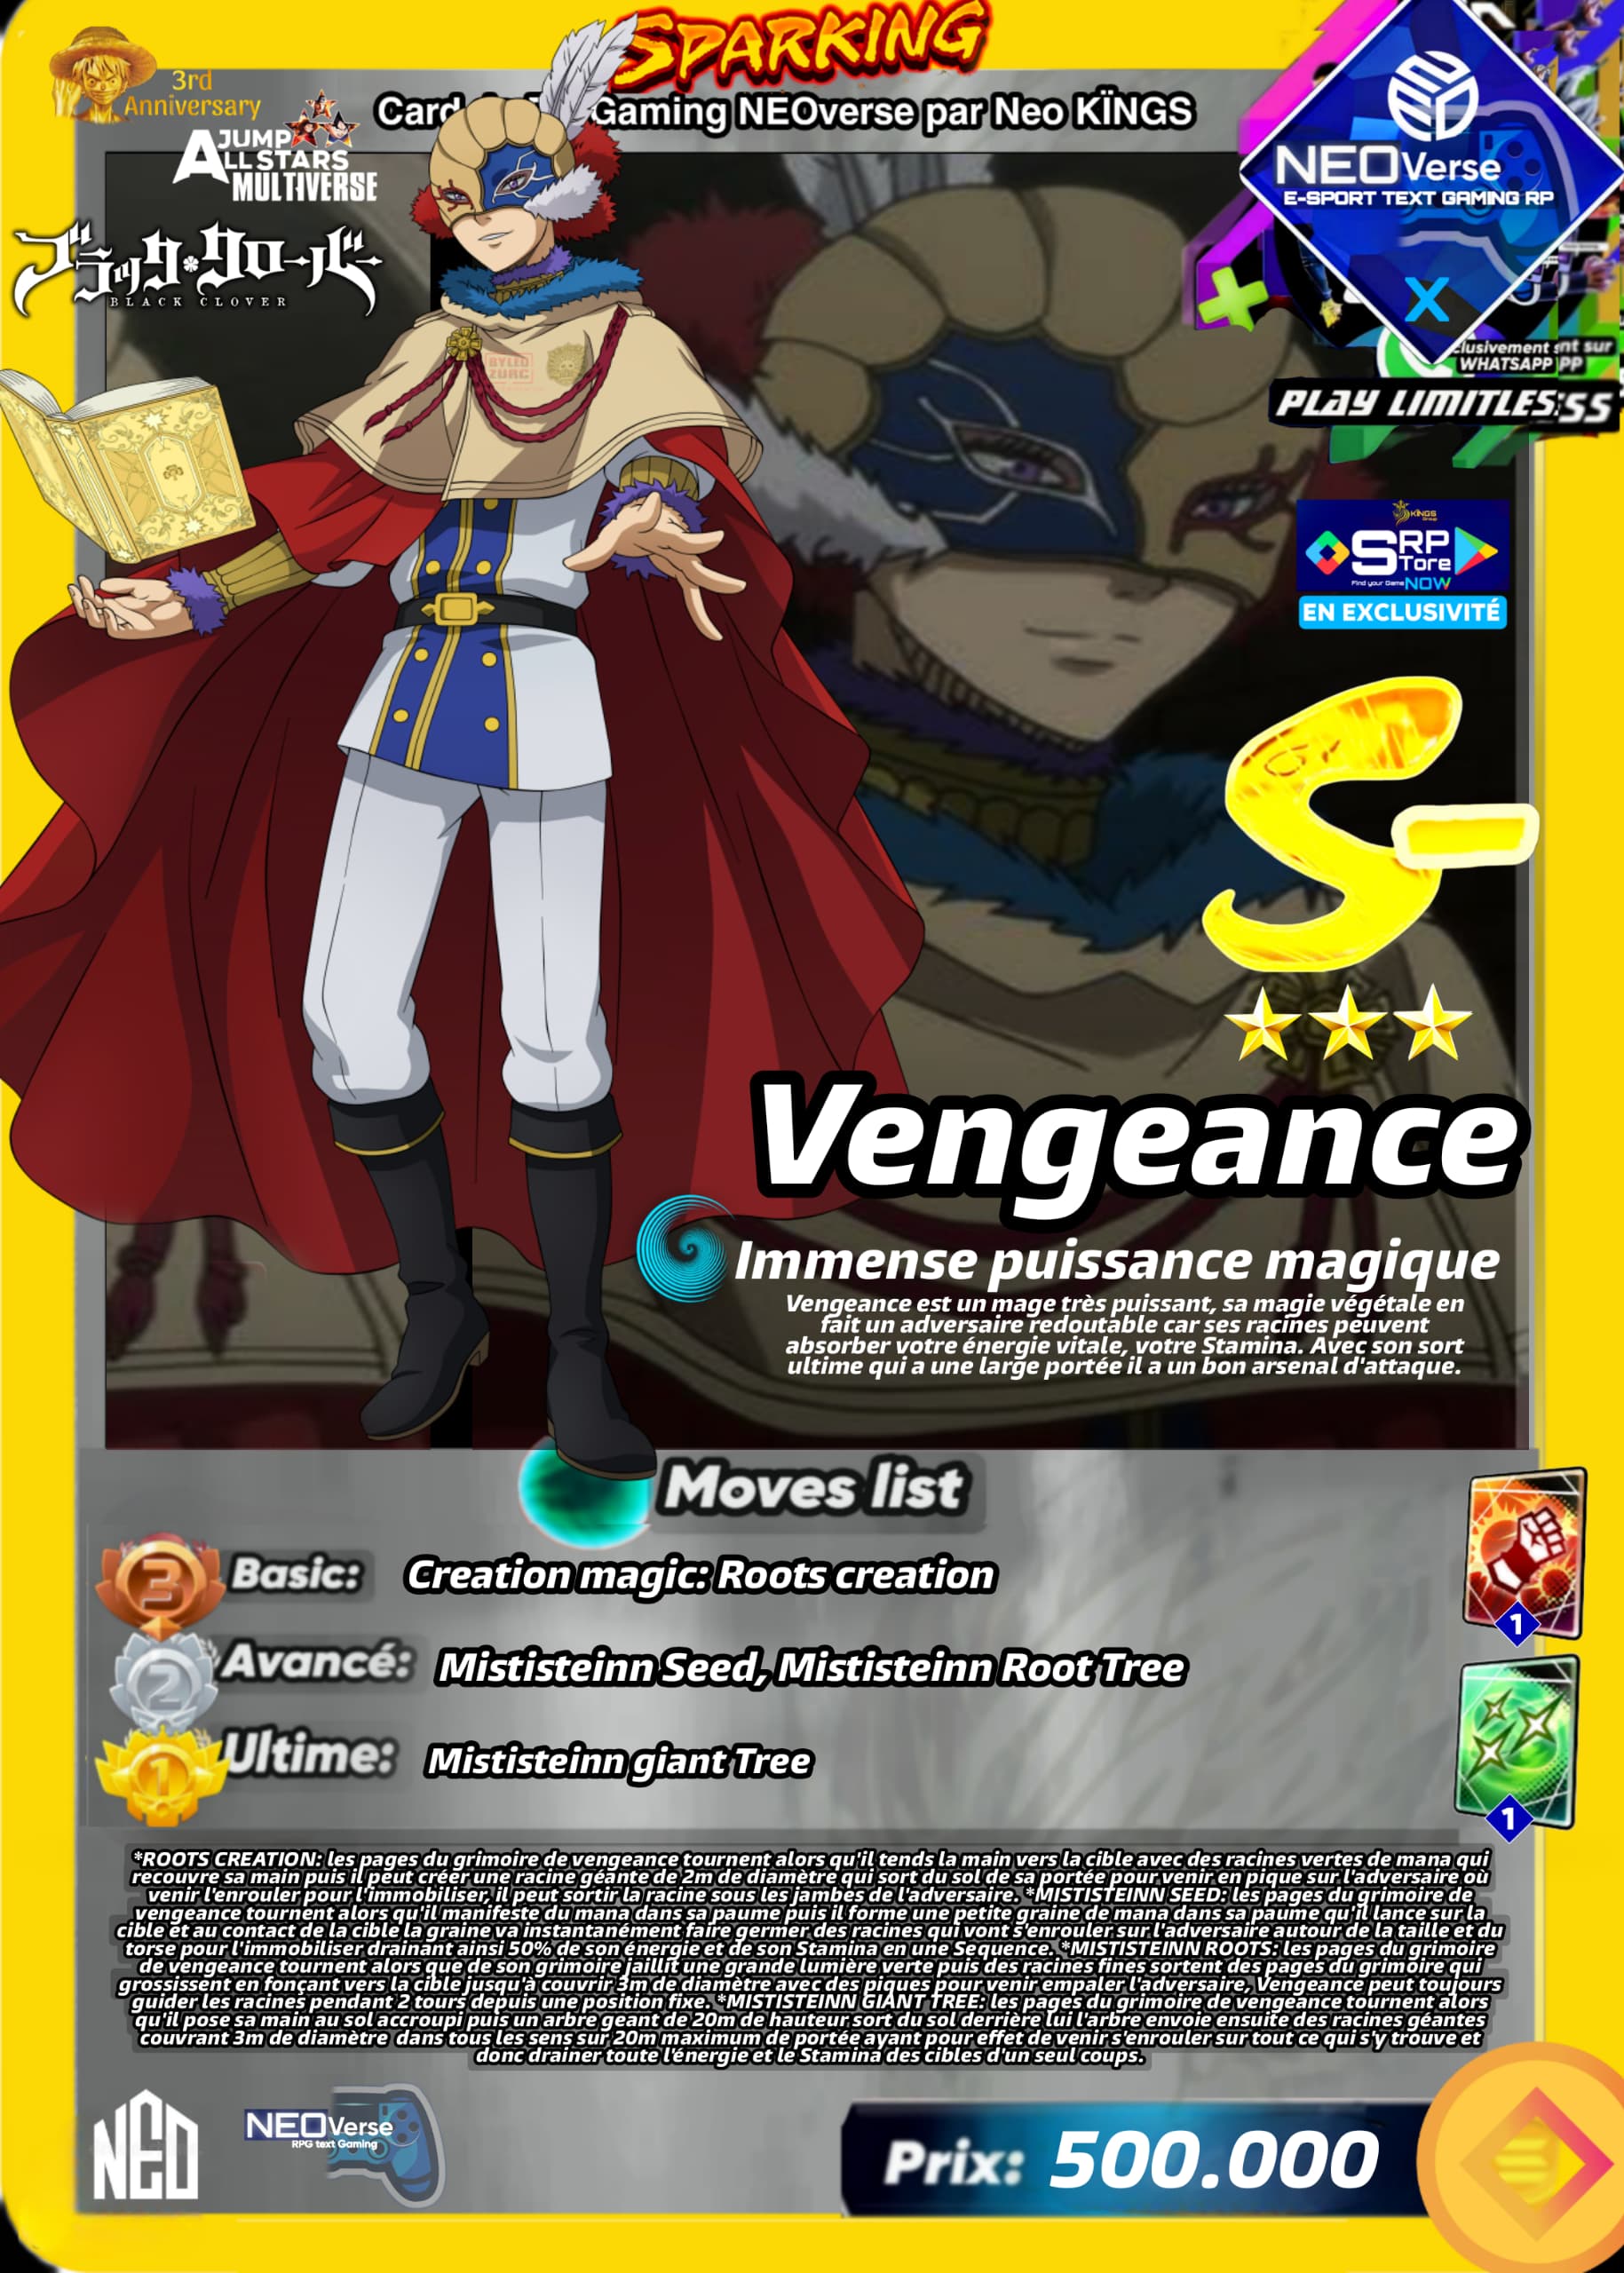 SPARKING
3rd
Anniversary
Card
Gaming NEOverse par Neo KÏNGS
A JUMP
ALL STARS
MULTIVERSE
NEOVerse
E-SPORT TEXT GAMING RP
X
ブラック・クローバー
BLACK CLOVER
BYLED
ZURC
clusivement
nt sur
WHATSAPP
PP
PLAY LIMITLESS
SS
KINGS
Group
SRP
Tore
Find your Game NOW
EN EXCLUSIVITÉ
S-
Vengeance
Immense puissance magique
Vengeance est un mage très puissant, sa magie végétale en
fait un adversaire redoutable car ses racines peuvent
absorber votre énergie vitale, votre Stamina. Avec son sort
ultime qui a une large portée il a un bon arsenal d'attaque.
Moves list
3 Basic: Creation magic: Roots creation
1
2 Avancé: Mististeinn Seed, Mististeinn Root Tree
1 Ultime: Mististeinn giant Tree
1
*ROOTS CREATION: les pages du grimoire de vengeance tournent alors qu'il tends la main vers la cible avec des racines vertes de mana qui
recouvre sa main puis il peut créer une racine géante de 2m de diamètre qui sort du sol de sa portée pour venir en pique sur l'adversaire où
venir l'enrouler pour l'immobiliser, il peut sortir la racine sous les jambes de l'adversaire. *MISTISTEINN SEED: les pages du grimoire de
vengeance tournent alors qu'il manifeste du mana dans sa paume puis il forme une petite graine de mana dans sa paume qu'il lance sur la
cible et au contact de la cible la graine va instantanément faire germer des racines qui vont s'enrouler sur l'adversaire autour de la taille et du
torse pour l'immobiliser drainant ainsi 50% de son énergie et de son Stamina en une Sequence. *MISTISTEINN ROOTS: les pages du grimoire
de vengeance tournent alors que de son grimoire jaillit une grande lumière verte puis des racines fines sortent des pages du grimoire qui
grossissent en fonçant vers la cible jusqu'à couvrir 3m de diamètre avec des piques pour venir empaler l'adversaire, Vengeance peut toujours
guider les racines pendant 2 tours depuis une position fixe. *MISTISTEINN GIANT TREE: les pages du grimoire de vengeance tournent alors
qu'il pose sa main au sol accroupi puis un arbre geant de 20m de hauteur sort du sol derrière lui l'arbre envoie ensuite des racines géantes
couvrant 3m de diamètre dans tous les sens sur 20m maximum de portée ayant pour effet de venir s'enrouler sur tout ce qui s'y trouve et
donc drainer toute l'énergie et le Stamina des cibles d'un seul coups.
NEO
NEOVerse
RPG text Gaming
Prix: 500.000